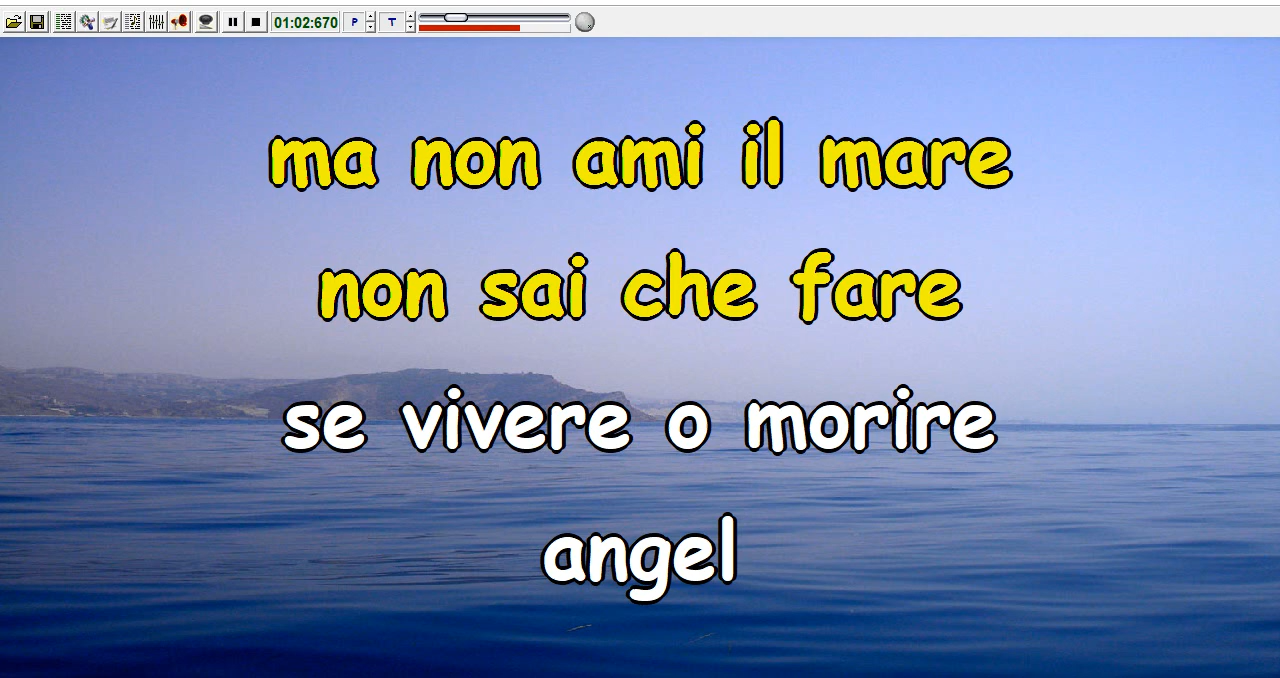 01:02:670 P T
ma non ami il mare
non sai che fare
se vivere o morire
angel